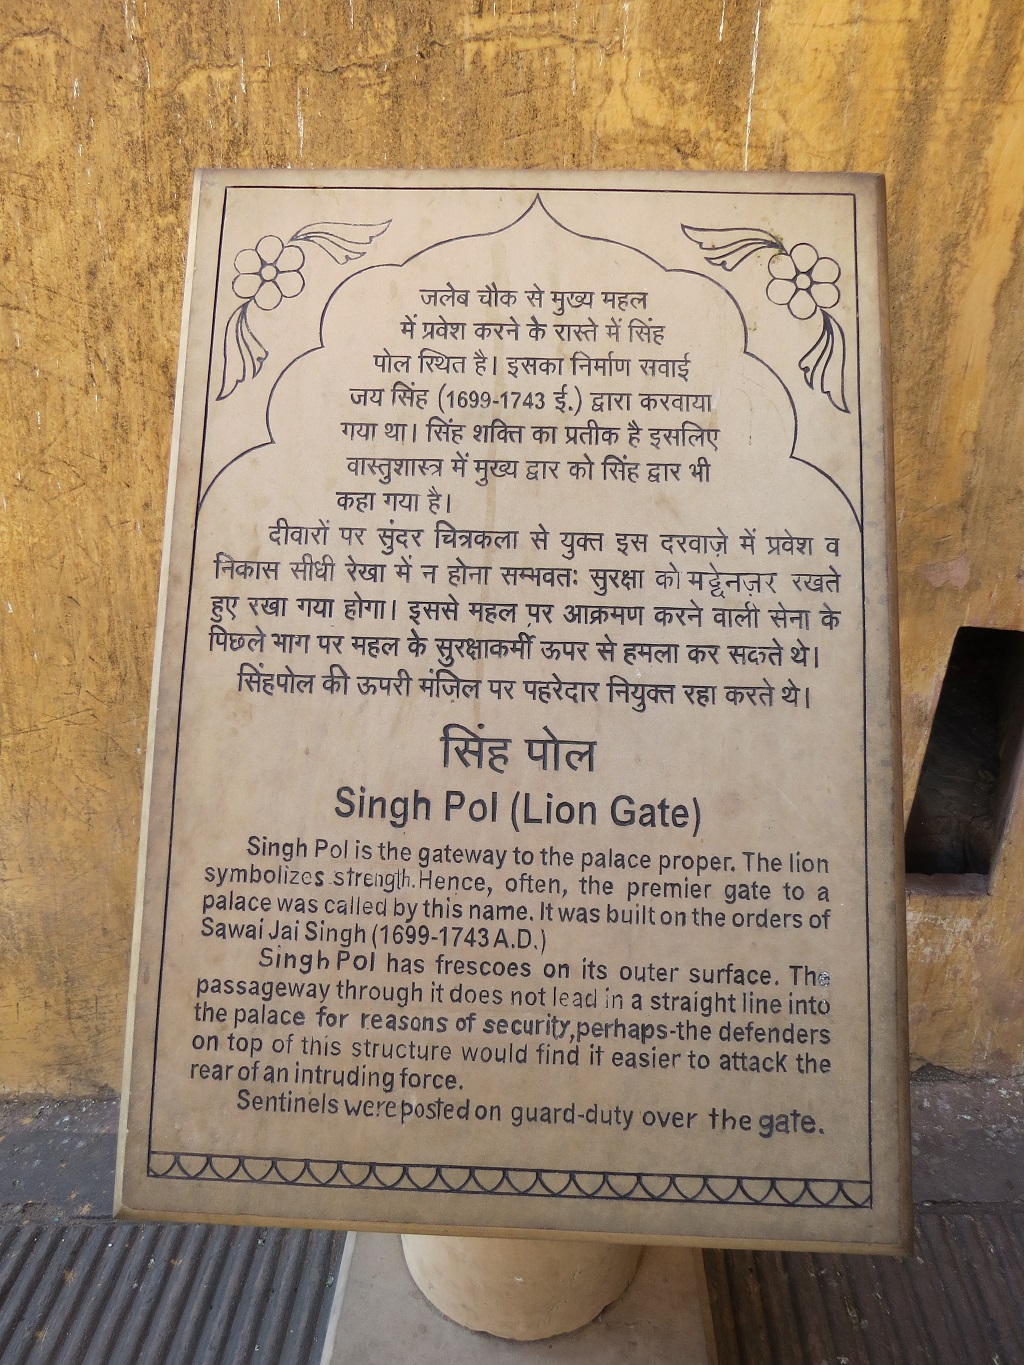 जलेब चौक से मुख्य महल
में प्रवेश करने के रास्ते में सिंह
पोल स्थित है। इसका निर्माण सवाई
जय सिंह (1699-1743 ई.) द्वारा करवाया
गया था। सिंह शक्ति का प्रतीक है इसलिए
वास्तुशास्त्र में मुख्य द्वार को सिंह द्वार भी
कहा गया है।
दीवारों पर सुंदर चित्रकला से युक्त इस दरवाज़े में प्रवेश व
निकास सीधी रेखा में न होना सम्भवतः सुरक्षा को मद्देनज़र रखते
हुए रखा गया होगा। इससे महल पर आक्रमण करने वाली सेना के
पिछले भाग पर महल के सुरक्षाकर्मी ऊपर से हमला कर सकते थे।
सिंहपोल की ऊपरी मंजिल पर पहरेदार नियुक्त रहा करते थे।
सिंह पोल
Singh Pol (Lion Gate)
Singh Pol is the gateway to the palace proper. The lion
symbolizes strength.Hence, often, the premier gate to a
palace was called by this name. It was built on the orders of
Sawai Jai Singh (1699-1743 A.D.)
Singh Pol has frescoes on its outer surface. The
passageway through it does not lead in a straight line into
the palace for reasons of security,perhaps-the defenders
on top of this structure would find it easier to attack the
rear of an intruding force.
Sentinels were posted on guard-duty over the gate.